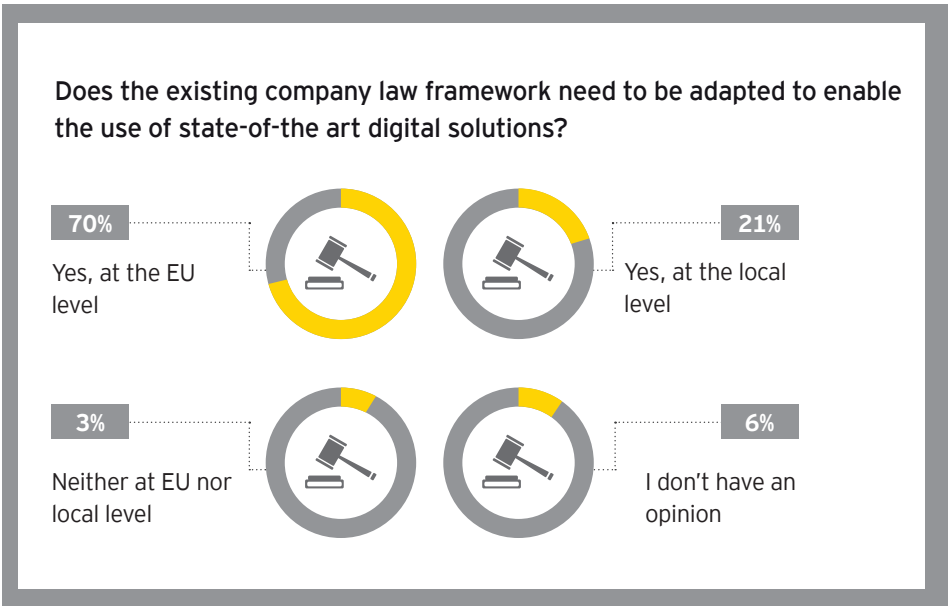 Does the existing company law framework need to be adapted to enable
the use of state-of-the art digital solutions?
70%
Yes, at the EU
level
21%
Yes, at the local
level
3%
Neither at EU nor
local level
6%
I don't have an
opinion